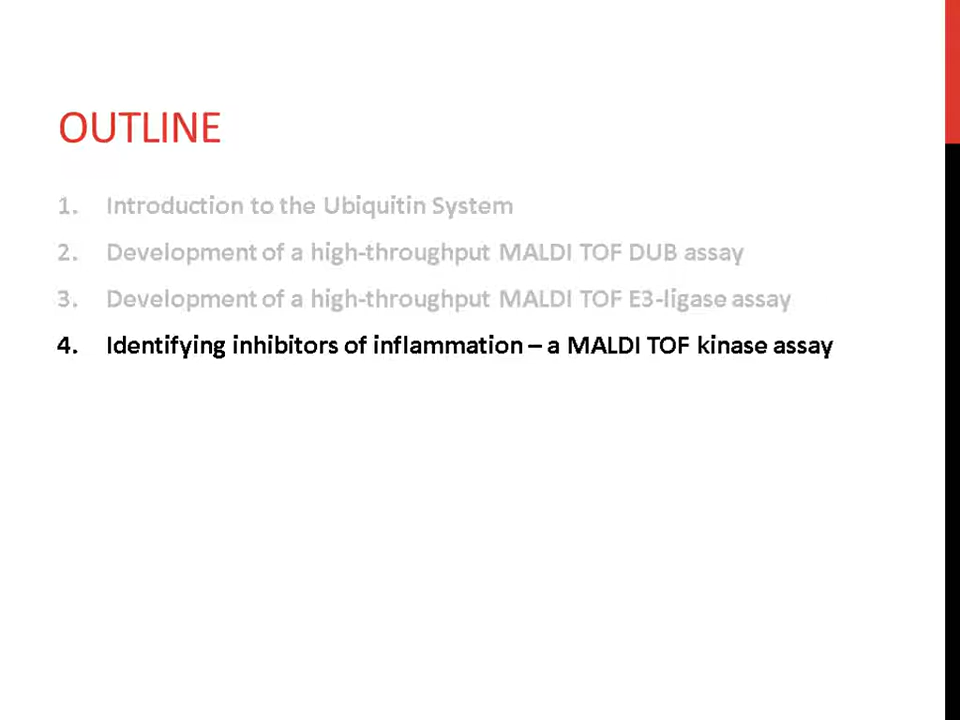 OUTLINE
1. Introduction to the Ubiquitin System
2. Development of a high-throughput MALDI TOF DUB assay
3. Development of a high-throughput MALDI TOF E3-ligase assay
4. Identifying inhibitors of inflammation – a MALDI TOF kinase assay